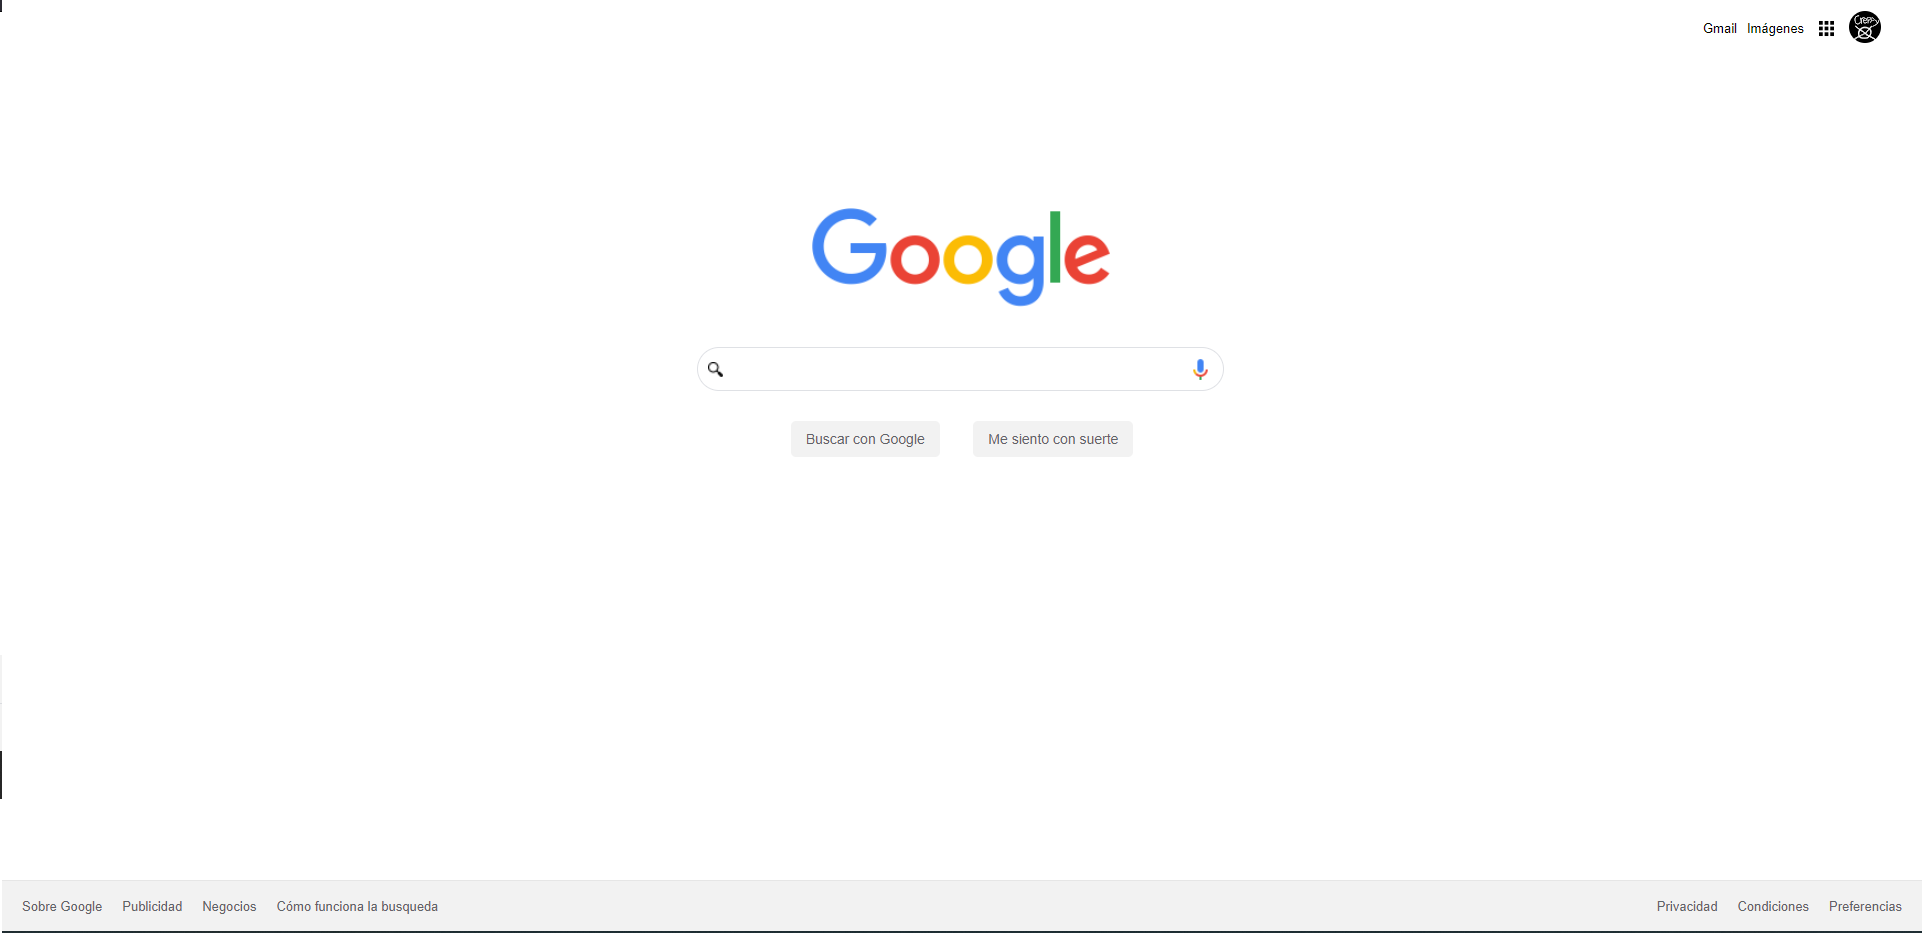 Gmail Imágenes
Creppy
Google
Buscar con Google Me siento con suerte
Sobre Google Publicidad Negocios Cómo funciona la busqueda Privacidad Condiciones Preferencias